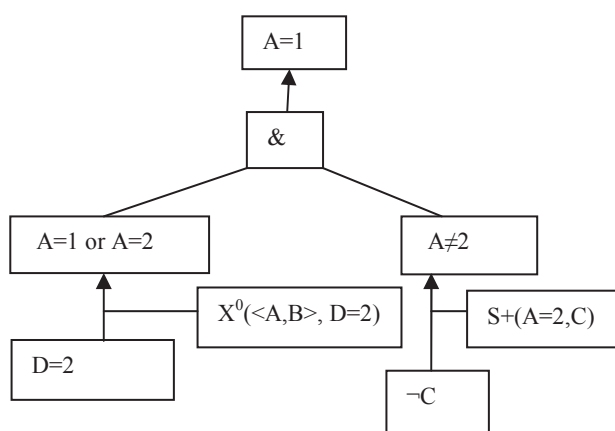 A=1
&
A=1 or A=2
A≠2
X⁰(<A,B>, D=2)
S+(A=2,C)
D=2
¬C